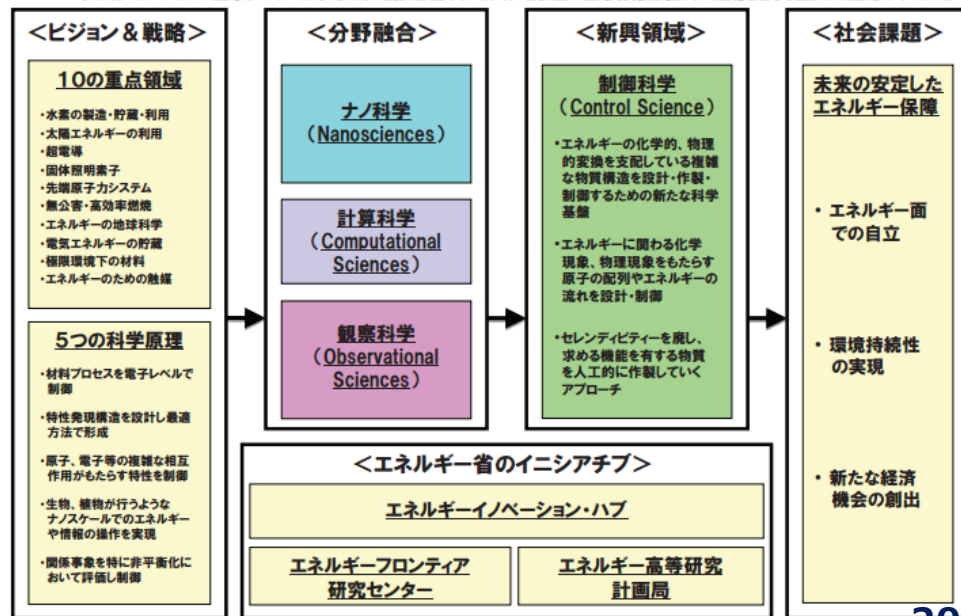 ＜ビジョン＆戦略＞
10の重点領域
・水素の製造・貯蔵・利用
・太陽エネルギーの利用
・超電導
・固体照明素子
・先端原子力システム
・無公害・高効率燃焼
・エネルギーの地球科学
・電気エネルギーの貯蔵
・極限環境下の材料
・エネルギーのための触媒
5つの科学原理
・材料プロセスを電子レベルで
制御
・特性発現構造を設計し最適
方法で形成
・原子、電子等の複雑な相互
作用がもたらす特性を制御
・生物、植物が行うような
ナノスケールでのエネルギー
や情報の操作を実現
・関係事象を特に非平衡化に
おいて評価し制御
＜分野融合＞
ナノ科学
（Nanosciences）
計算科学
（Computational
Sciences）
観察科学
（Observational
Sciences）
＜新興領域＞
制御科学
（Control Science）
・エネルギーの化学的、物理
的変換を支配している複雑
な物質構造を設計・作製・
制御するための新たな科学
基盤
・エネルギーに関わる化学
現象、物理現象をもたらす
原子の配列やエネルギーの
流れを設計・制御
・セレンディピティーを廃し、
求める機能を有する物質
を人工的に作製していく
アプローチ
＜社会課題＞
未来の安定した
エネルギー保障
・ エネルギー面
での自立
・ 環境持続性
の実現
・ 新たな経済
機会の創出
＜エネルギー省のイニシアチブ＞
エネルギーイノベーション・ハブ
エネルギーフロンティア
研究センター
エネルギー高等研究
計画局